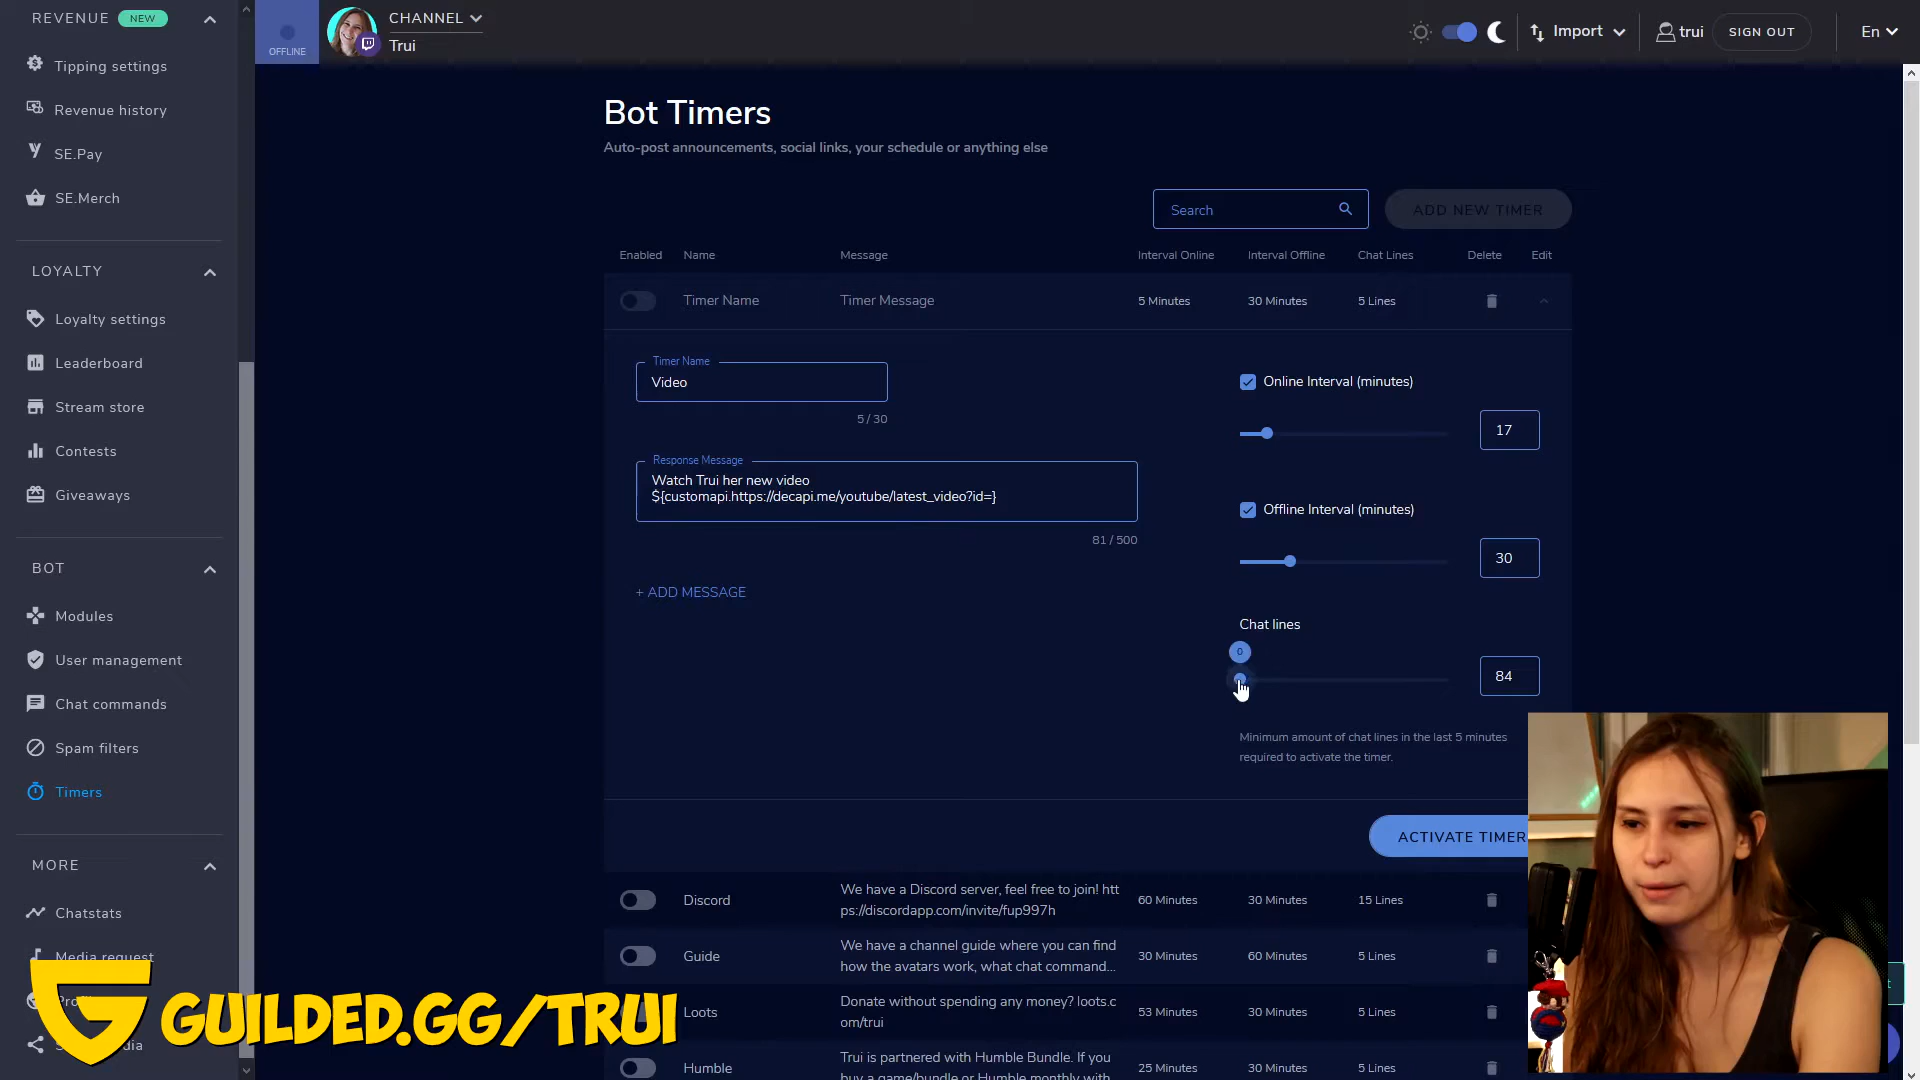 REVENUE NEW
Tipping settings
Revenue history
SE.Pay
SE.Merch
LOYALTY
Loyalty settings
Leaderboard
Stream store
Contests
Giveaways
BOT
Modules
User management
Chat commands
Spam filters
Timers
MORE
Chatstats
Media request
OFFLINE
CHANNEL
Trui
Import
trui
SIGN OUT
En
Bot Timers
Auto-post announcements, social links, your schedule or anything else
Search
ADD NEW TIMER
Enabled Name Message Interval Online Interval Offline Chat Lines Delete Edit
Timer Name Timer Message 5 Minutes 30 Minutes 5 Lines
Timer Name
Video
5 / 30
Response Message
Watch Trui her new video
${customapi.https://decapi.me/youtube/latest_video?id=}
81 / 500
+ ADD MESSAGE
Online Interval (minutes)
17
Offline Interval (minutes)
30
Chat lines
0
84
Minimum amount of chat lines in the last 5 minutes
required to activate the timer.
ACTIVATE TIMER
Discord We have a Discord server, feel free to join! htt 60 Minutes 30 Minutes 15 Lines
ps://discordapp.com/invite/fup997h
Guide We have a channel guide where you can find 30 Minutes 60 Minutes 5 Lines
how the avatars work, what chat command...
Loots Donate without spending any money? loots.c 53 Minutes 30 Minutes 5 Lines
om/trui
Humble Trui is partnered with Humble Bundle. If you 25 Minutes 30 Minutes 5 Lines
buy a game/bundle or Humble monthly with
GUILDED.GG/TRUI